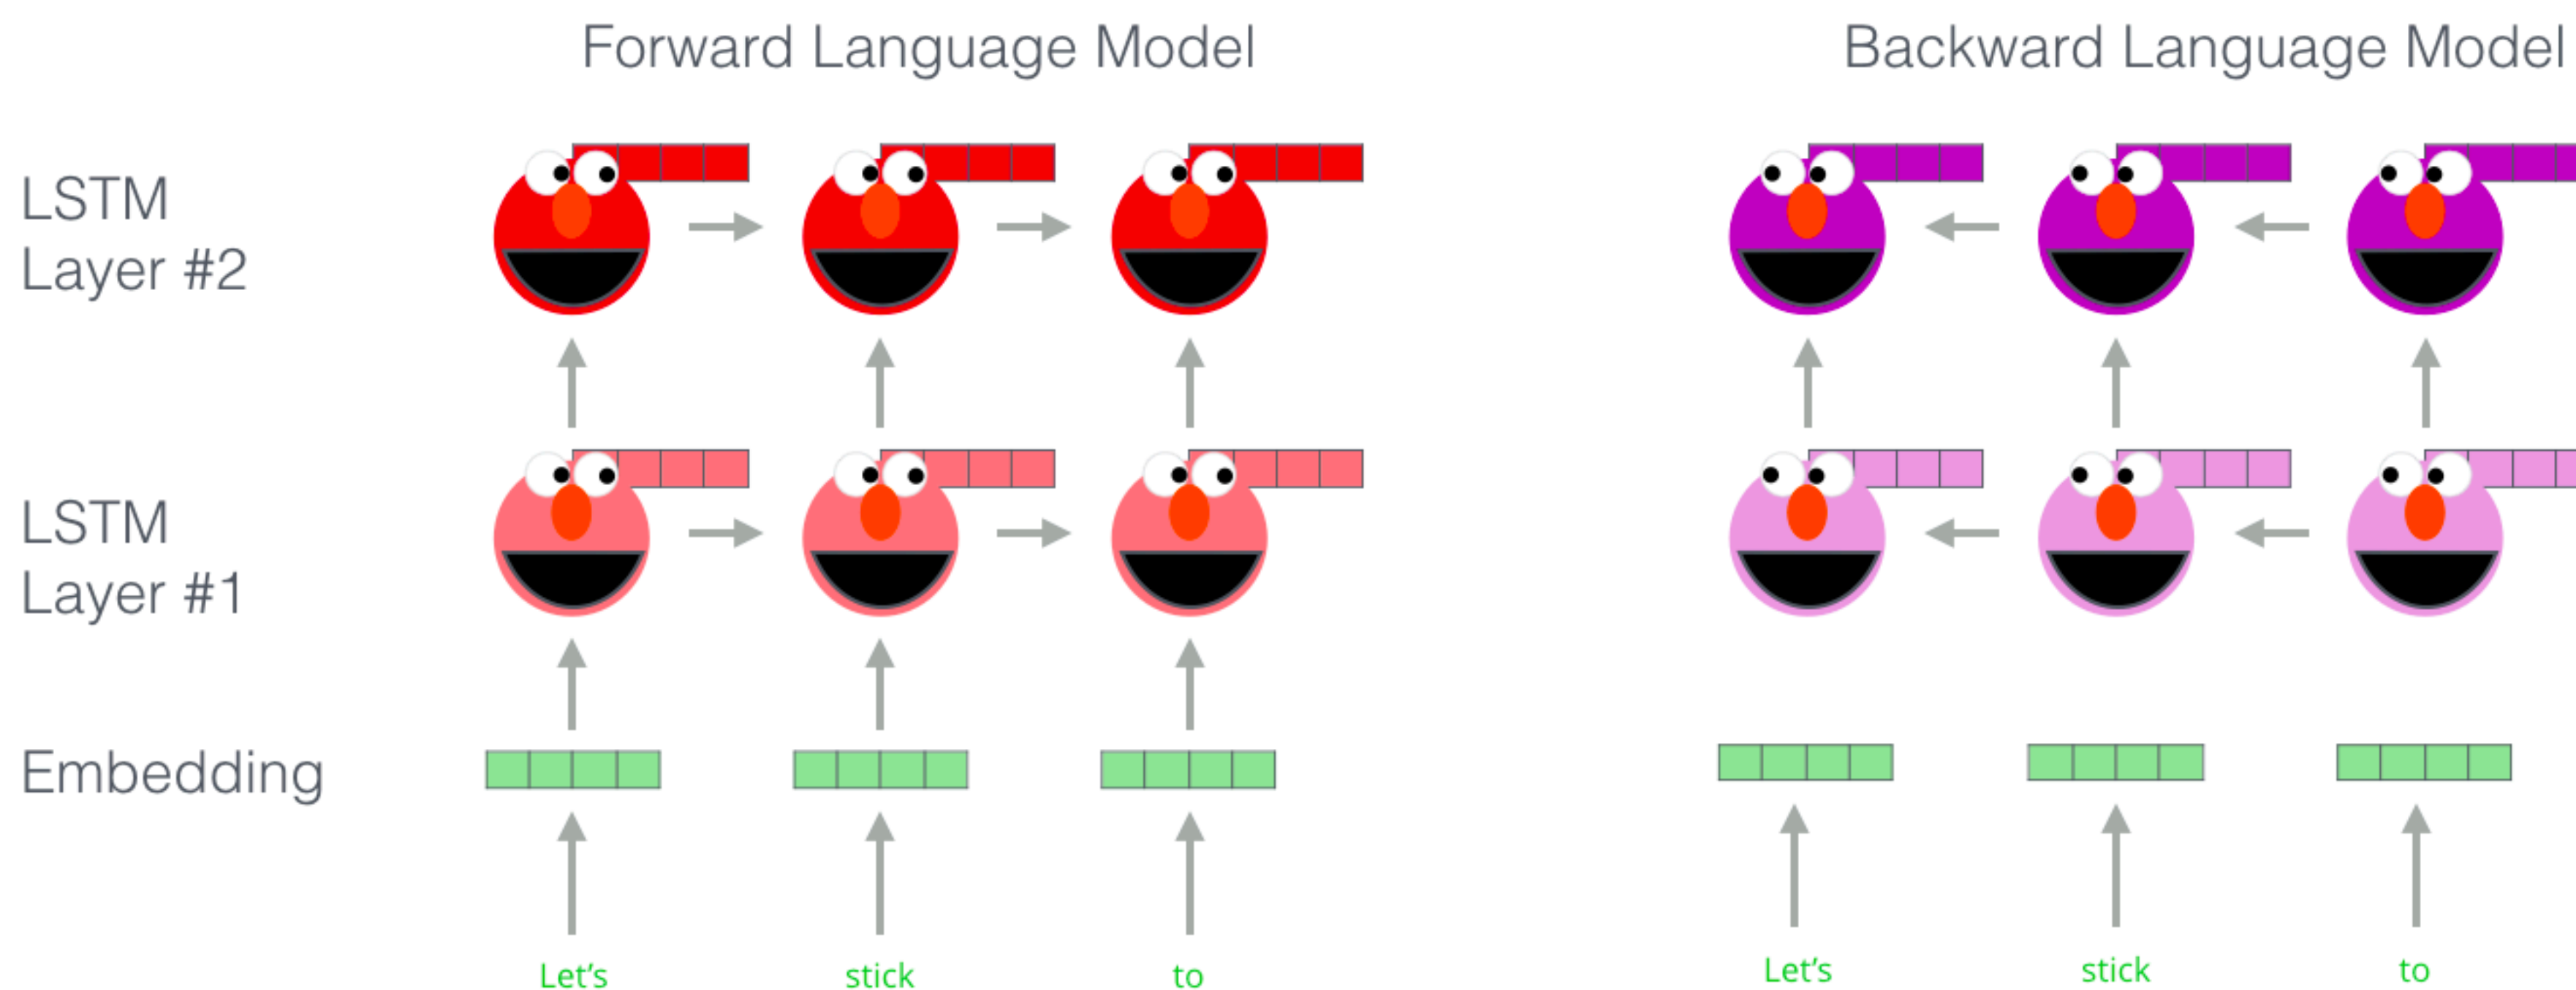 Forward Language Model
Backward Language Model
LSTM
Layer #2
LSTM
Layer #1
Embedding
Let's
stick
to
Let's
stick
to